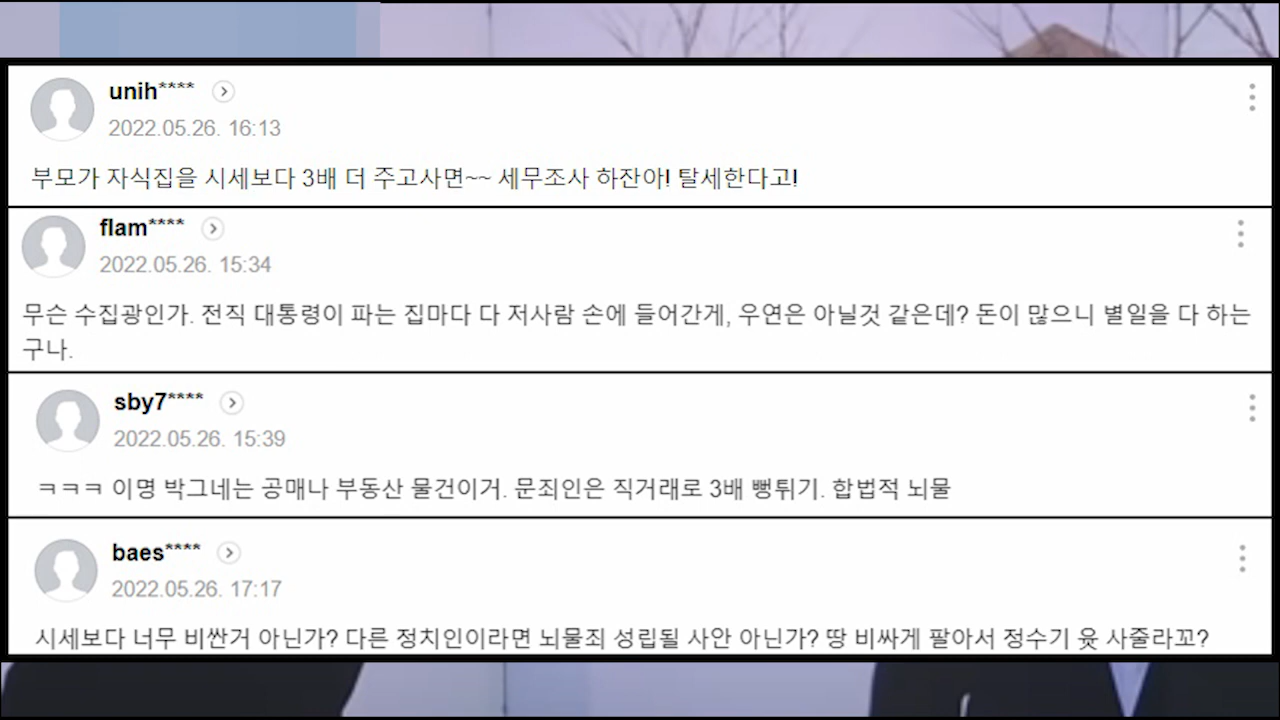 unih****
2022.05.26. 16:13
부모가 자식집을 시세보다 3배 더 주고사면~~ 세무조사 하잔아! 탈세한다고!
flam****
2022.05.26. 15:34
무슨 수집광인가. 전직 대통령이 파는 집마다 다 저사람 손에 들어간게, 우연은 아닐것 같은데? 돈이 많으니 별일을 다 하는
구나.
sby7****
2022.05.26. 15:39
ㅋㅋㅋ 이명 박그네는 공매나 부동산 물건이거. 문죄인은 직거래로 3배 뻥튀기. 합법적 뇌물
baes****
2022.05.26. 17:17
시세보다 너무 비싼거 아닌가? 다른 정치인이라면 뇌물죄 성립될 사안 아닌가? 땅 비싸게 팔아서 정수기 윳 사줄라꼬?